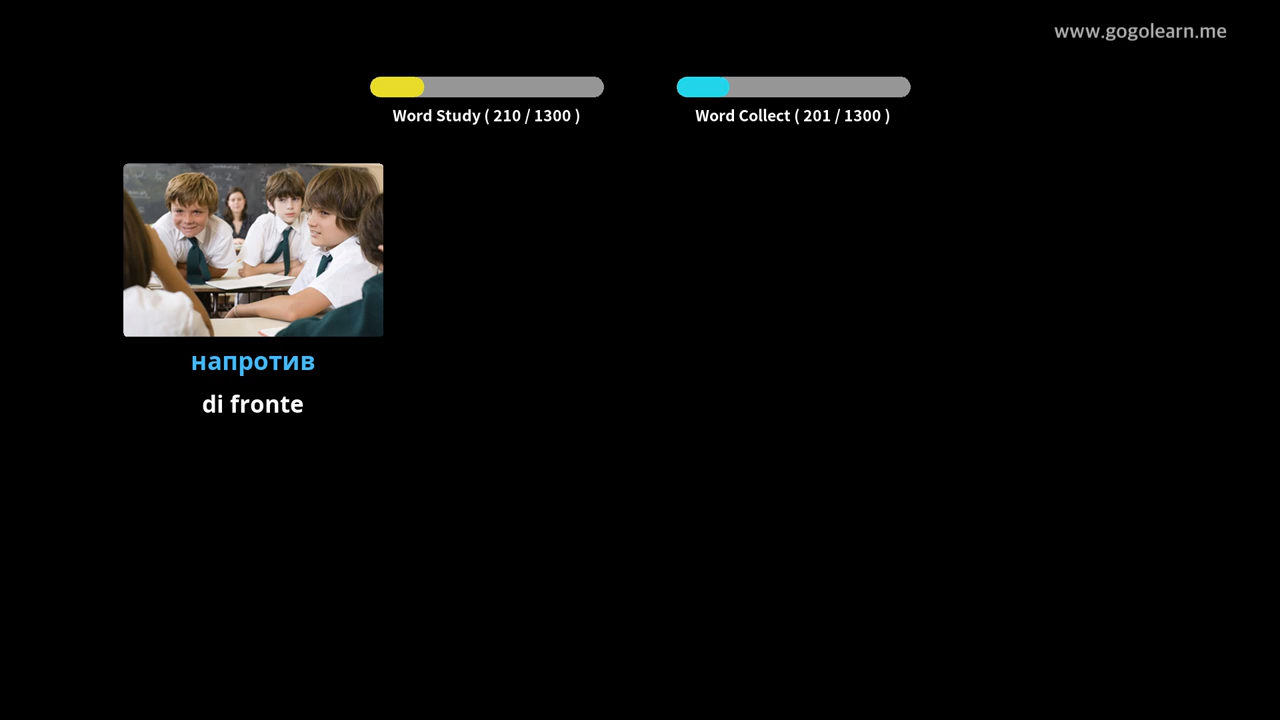 www.gogolearn.me
Word Study ( 210 / 1300 )
Word Collect ( 201 / 1300 )
напротив
di fronte